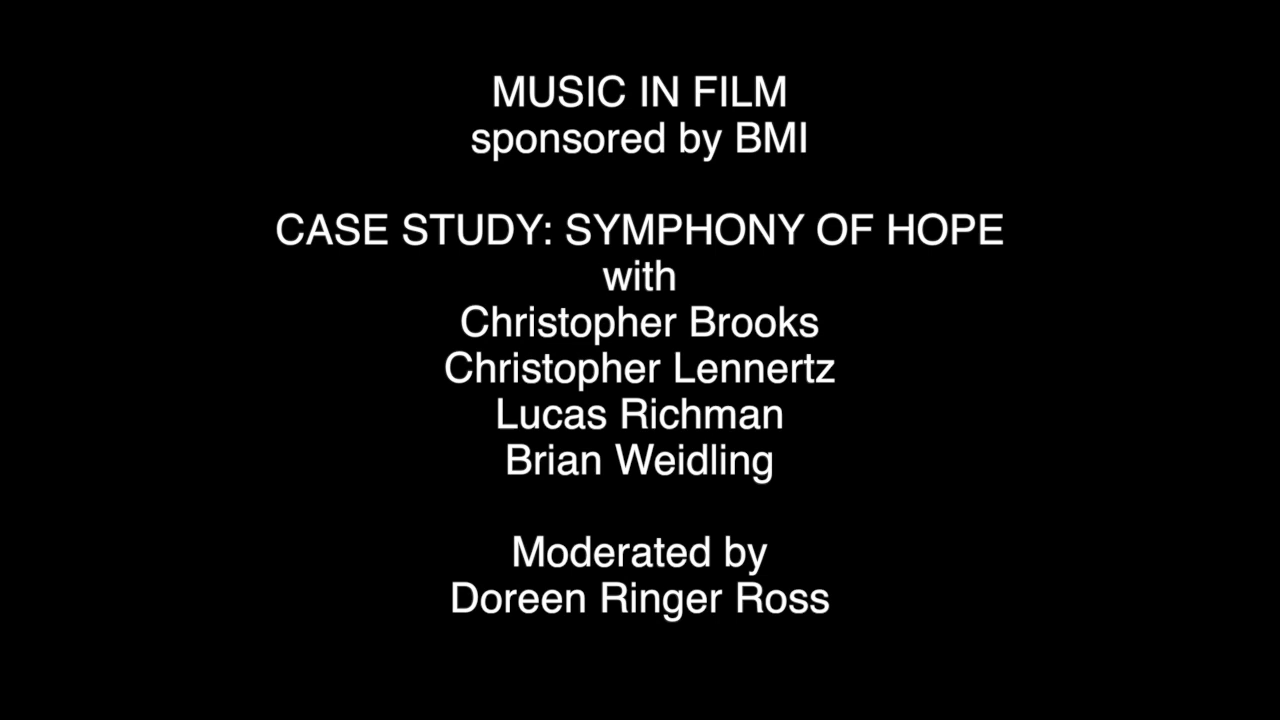 MUSIC IN FILM
sponsored by BMI
CASE STUDY: SYMPHONY OF HOPE
with
Christopher Brooks
Christopher Lennertz
Lucas Richman
Brian Weidling
Moderated by
Doreen Ringer Ross